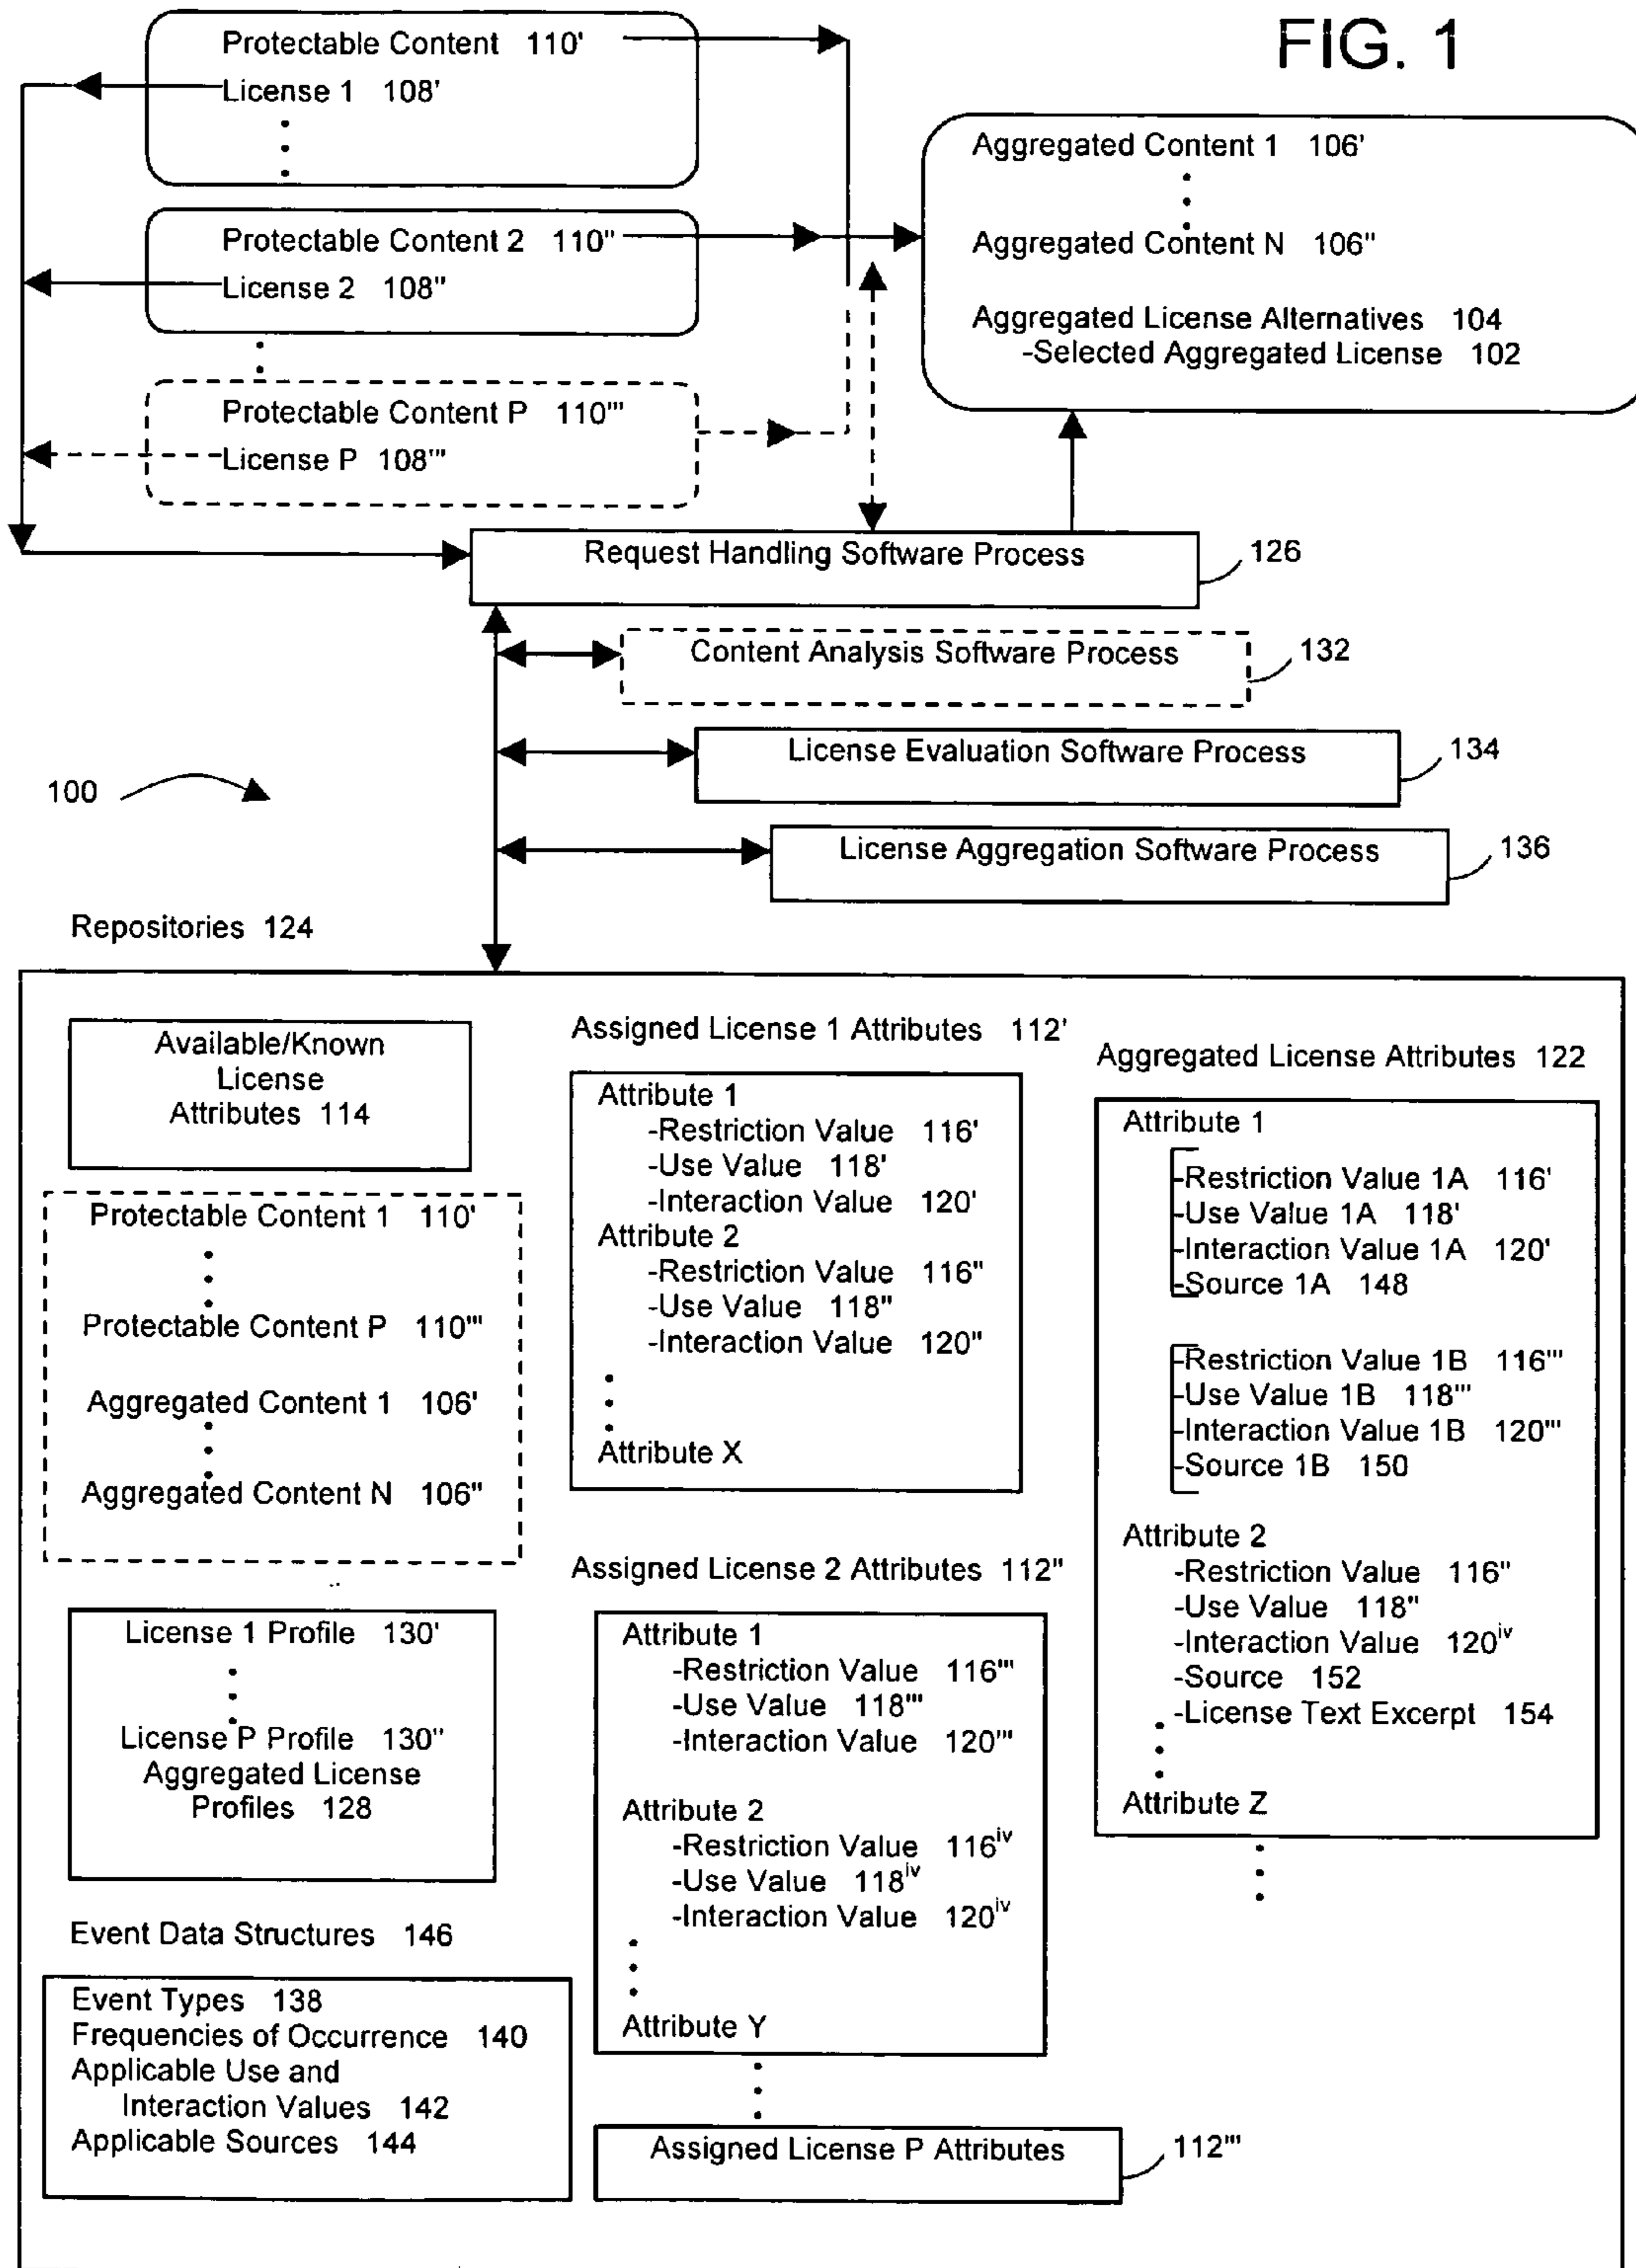 FIG. 1
Protectable Content 110'
License 1 108'
Protectable Content 2 110"
License 2 108"
Protectable Content P 110'''
License P 108'''
Aggregated Content 1 106'
Aggregated Content N 106"
Aggregated License Alternatives 104
-Selected Aggregated License 102
Request Handling Software Process 126
Content Analysis Software Process 132
License Evaluation Software Process 134
License Aggregation Software Process 136
100
Repositories 124
Available/Known
License
Attributes 114
Protectable Content 1 110'
Protectable Content P 110'''
Aggregated Content 1 106'
Aggregated Content N 106"
License 1 Profile 130'
License P Profile 130"
Aggregated License
Profiles 128
Event Data Structures 146
Event Types 138
Frequencies of Occurrence 140
Applicable Use and
Interaction Values 142
Applicable Sources 144
Assigned License 1 Attributes 112'
Attribute 1
-Restriction Value 116'
-Use Value 118'
-Interaction Value 120'
Attribute 2
-Restriction Value 116"
-Use Value 118"
-Interaction Value 120"
Attribute X
Assigned License 2 Attributes 112"
Attribute 1
-Restriction Value 116'''
-Use Value 118'''
-Interaction Value 120'''
Attribute 2
-Restriction Value 116iv
-Use Value 118iv
-Interaction Value 120iv
Attribute Y
Assigned License P Attributes 112'''
Aggregated License Attributes 122
Attribute 1
-Restriction Value 1A 116'
-Use Value 1A 118'
-Interaction Value 1A 120'
-Source 1A 148
-Restriction Value 1B 116'''
-Use Value 1B 118'''
-Interaction Value 1B 120'''
-Source 1B 150
Attribute 2
-Restriction Value 116"
-Use Value 118"
-Interaction Value 120iv
-Source 152
-License Text Excerpt 154
Attribute Z